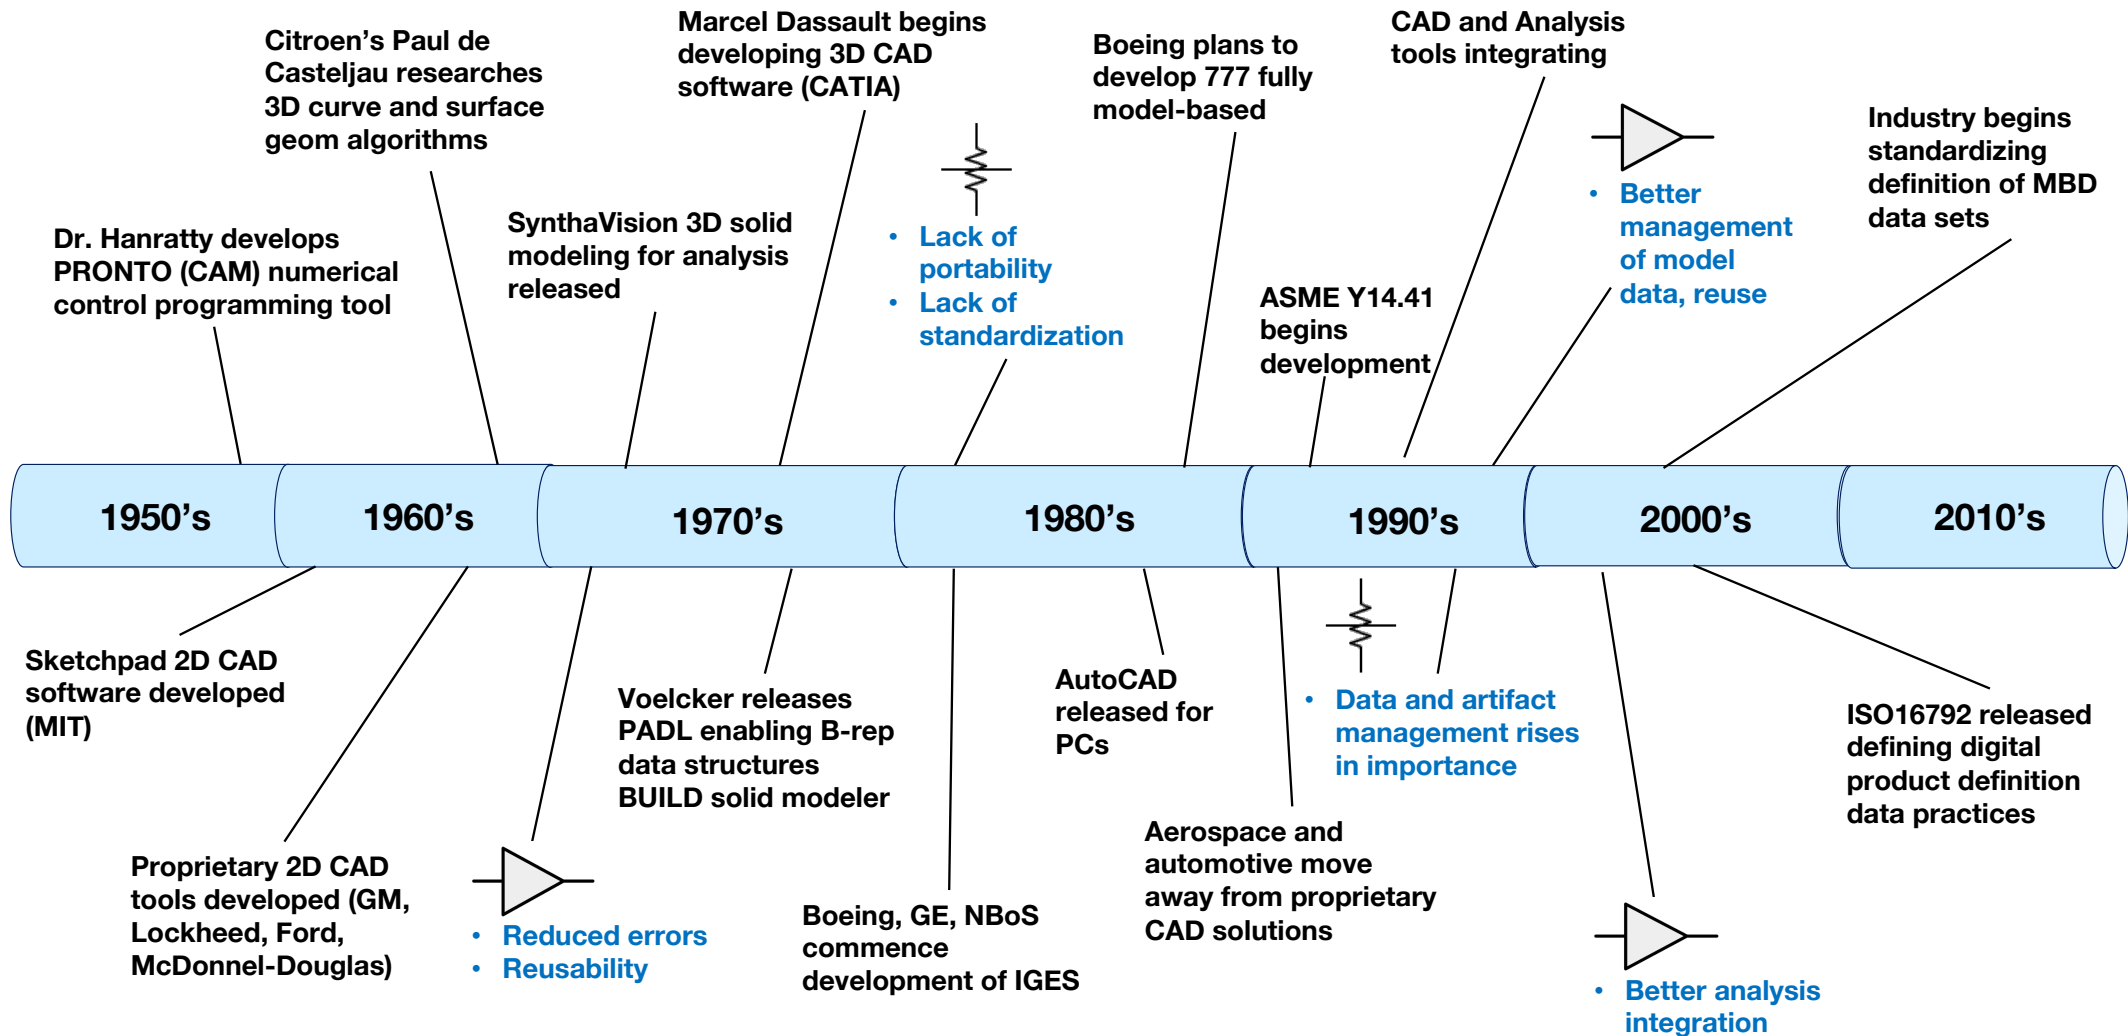 Citroen's Paul de
Casteljau researches
3D curve and surface
geom algorithms
Marcel Dassault begins
developing 3D CAD
software (CATIA)
Boeing plans to
develop 777 fully
model-based
CAD and Analysis
tools integrating
Industry begins
standardizing
definition of MBD
data sets
Dr. Hanratty develops
PRONTO (CAM) numerical
control programming tool
SynthaVision 3D solid
modeling for analysis
released
• Lack of
portability
• Lack of
standardization
ASME Y14.41
begins
development
• Better
management
of model
data, reuse
1950's
1960's
1970's
1980's
1990's
2000's
2010's
Sketchpad 2D CAD
software developed
(MIT)
Proprietary 2D CAD
tools developed (GM,
Lockheed, Ford,
McDonnel-Douglas)
• Reduced errors
• Reusability
Voelcker releases
PADL enabling B-rep
data structures
BUILD solid modeler
Boeing, GE, NBoS
commence
development of IGES
AutoCAD
released for
PCs
Aerospace and
automotive move
away from proprietary
CAD solutions
• Data and artifact
management rises
in importance
• Better analysis
integration
ISO16792 released
defining digital
product definition
data practices